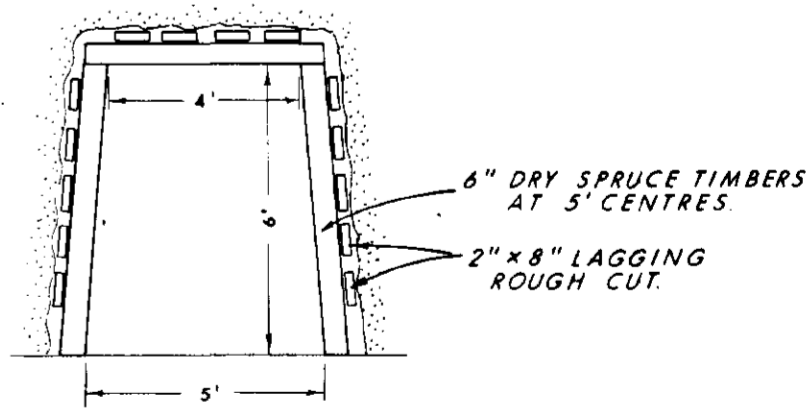 4'
6'
6" DRY SPRUCE TIMBERS
AT 5' CENTRES.
2" × 8" LAGGING
ROUGH CUT.
5'